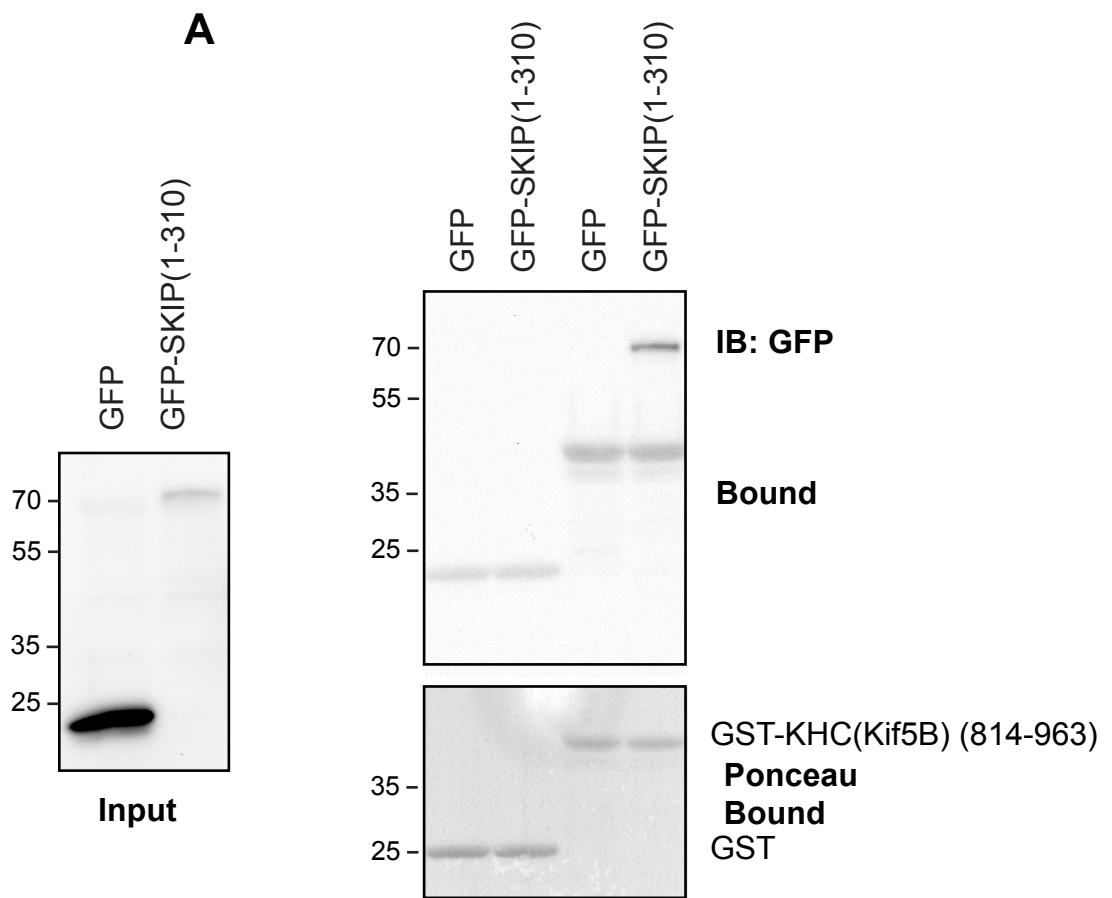 A
GFP
GFP-SKIP(1-310)
70
55
35
25
Input
GFP
GFP-SKIP(1-310)
GFP
GFP-SKIP(1-310)
70
55
35
25
IB: GFP
Bound
35
25
GST-KHC(Kif5B) (814-963)
Ponceau
Bound
GST